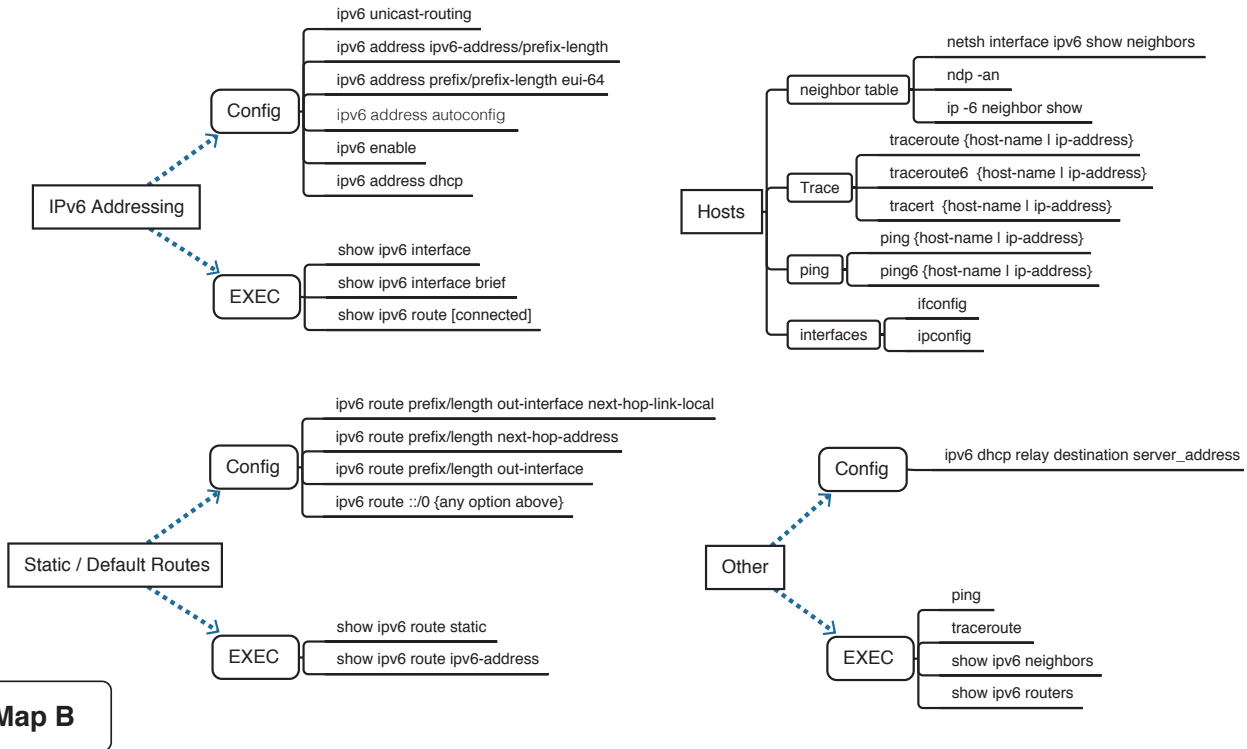 ipv6 unicast-routing
ipv6 address ipv6-address/prefix-length
ipv6 address prefix/prefix-length eui-64
Config
ipv6 address autoconfig
ipv6 enable
ipv6 address dhcp
IPv6 Addressing
show ipv6 interface
EXEC
show ipv6 interface brief
show ipv6 route [connected]
netsh interface ipv6 show neighbors
neighbor table
ndp -an
ip -6 neighbor show
traceroute {host-name | ip-address}
Trace
traceroute6 {host-name | ip-address}
tracert {host-name | ip-address}
Hosts
ping {host-name | ip-address}
ping
ping6 {host-name | ip-address}
ifconfig
interfaces
ipconfig
ipv6 route prefix/length out-interface next-hop-link-local
ipv6 route prefix/length next-hop-address
Config
ipv6 route prefix/length out-interface
ipv6 route ::/0 {any option above}
Static / Default Routes
show ipv6 route static
EXEC
show ipv6 route ipv6-address
Config
ipv6 dhcp relay destination server_address
Other
ping
traceroute
EXEC
show ipv6 neighbors
show ipv6 routers
Map B